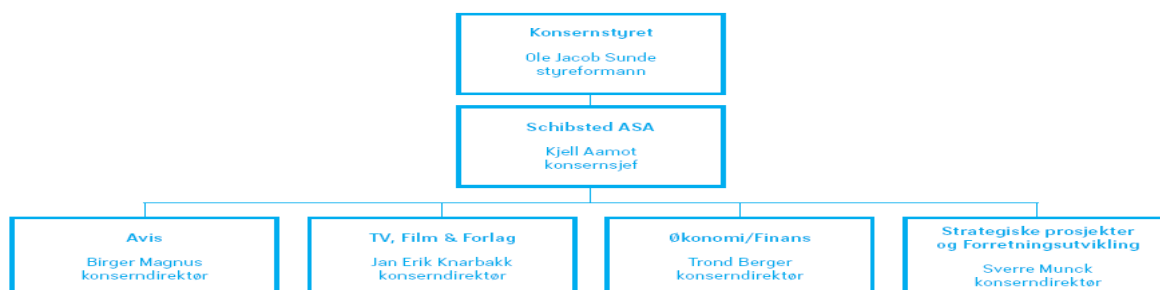 Konsernstyret
Ole Jacob Sunde
styreformann
Schibsted ASA
Kjell Aamot
konsernsjef
Avis
Birger Magnus
konserndirektør
TV, Film & Forlag
Jan Erik Knarbakk
konserndirektør
Økonomi/Finans
Trond Berger
konserndirektør
Strategiske prosjekter
og Forretningsutvikling
Sverre Munck
konserndirektør